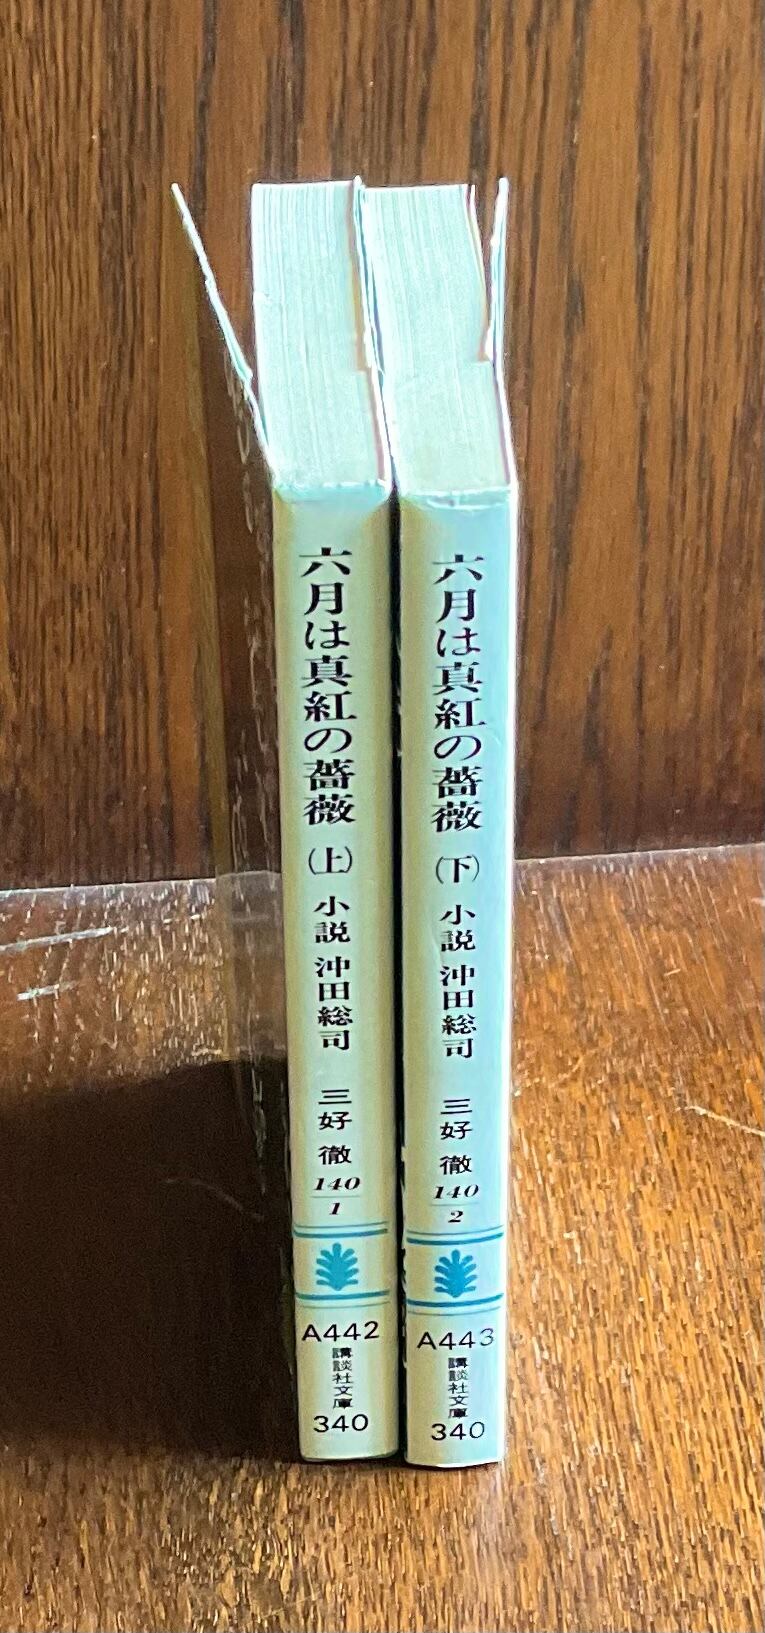 六月は真紅の薔薇(上) 小説 沖田総司 三好 徹
140
1
A442
講談社文庫
340
六月は真紅の薔薇(下) 小説 沖田総司 三好 徹
140
2
A443
講談社文庫
340